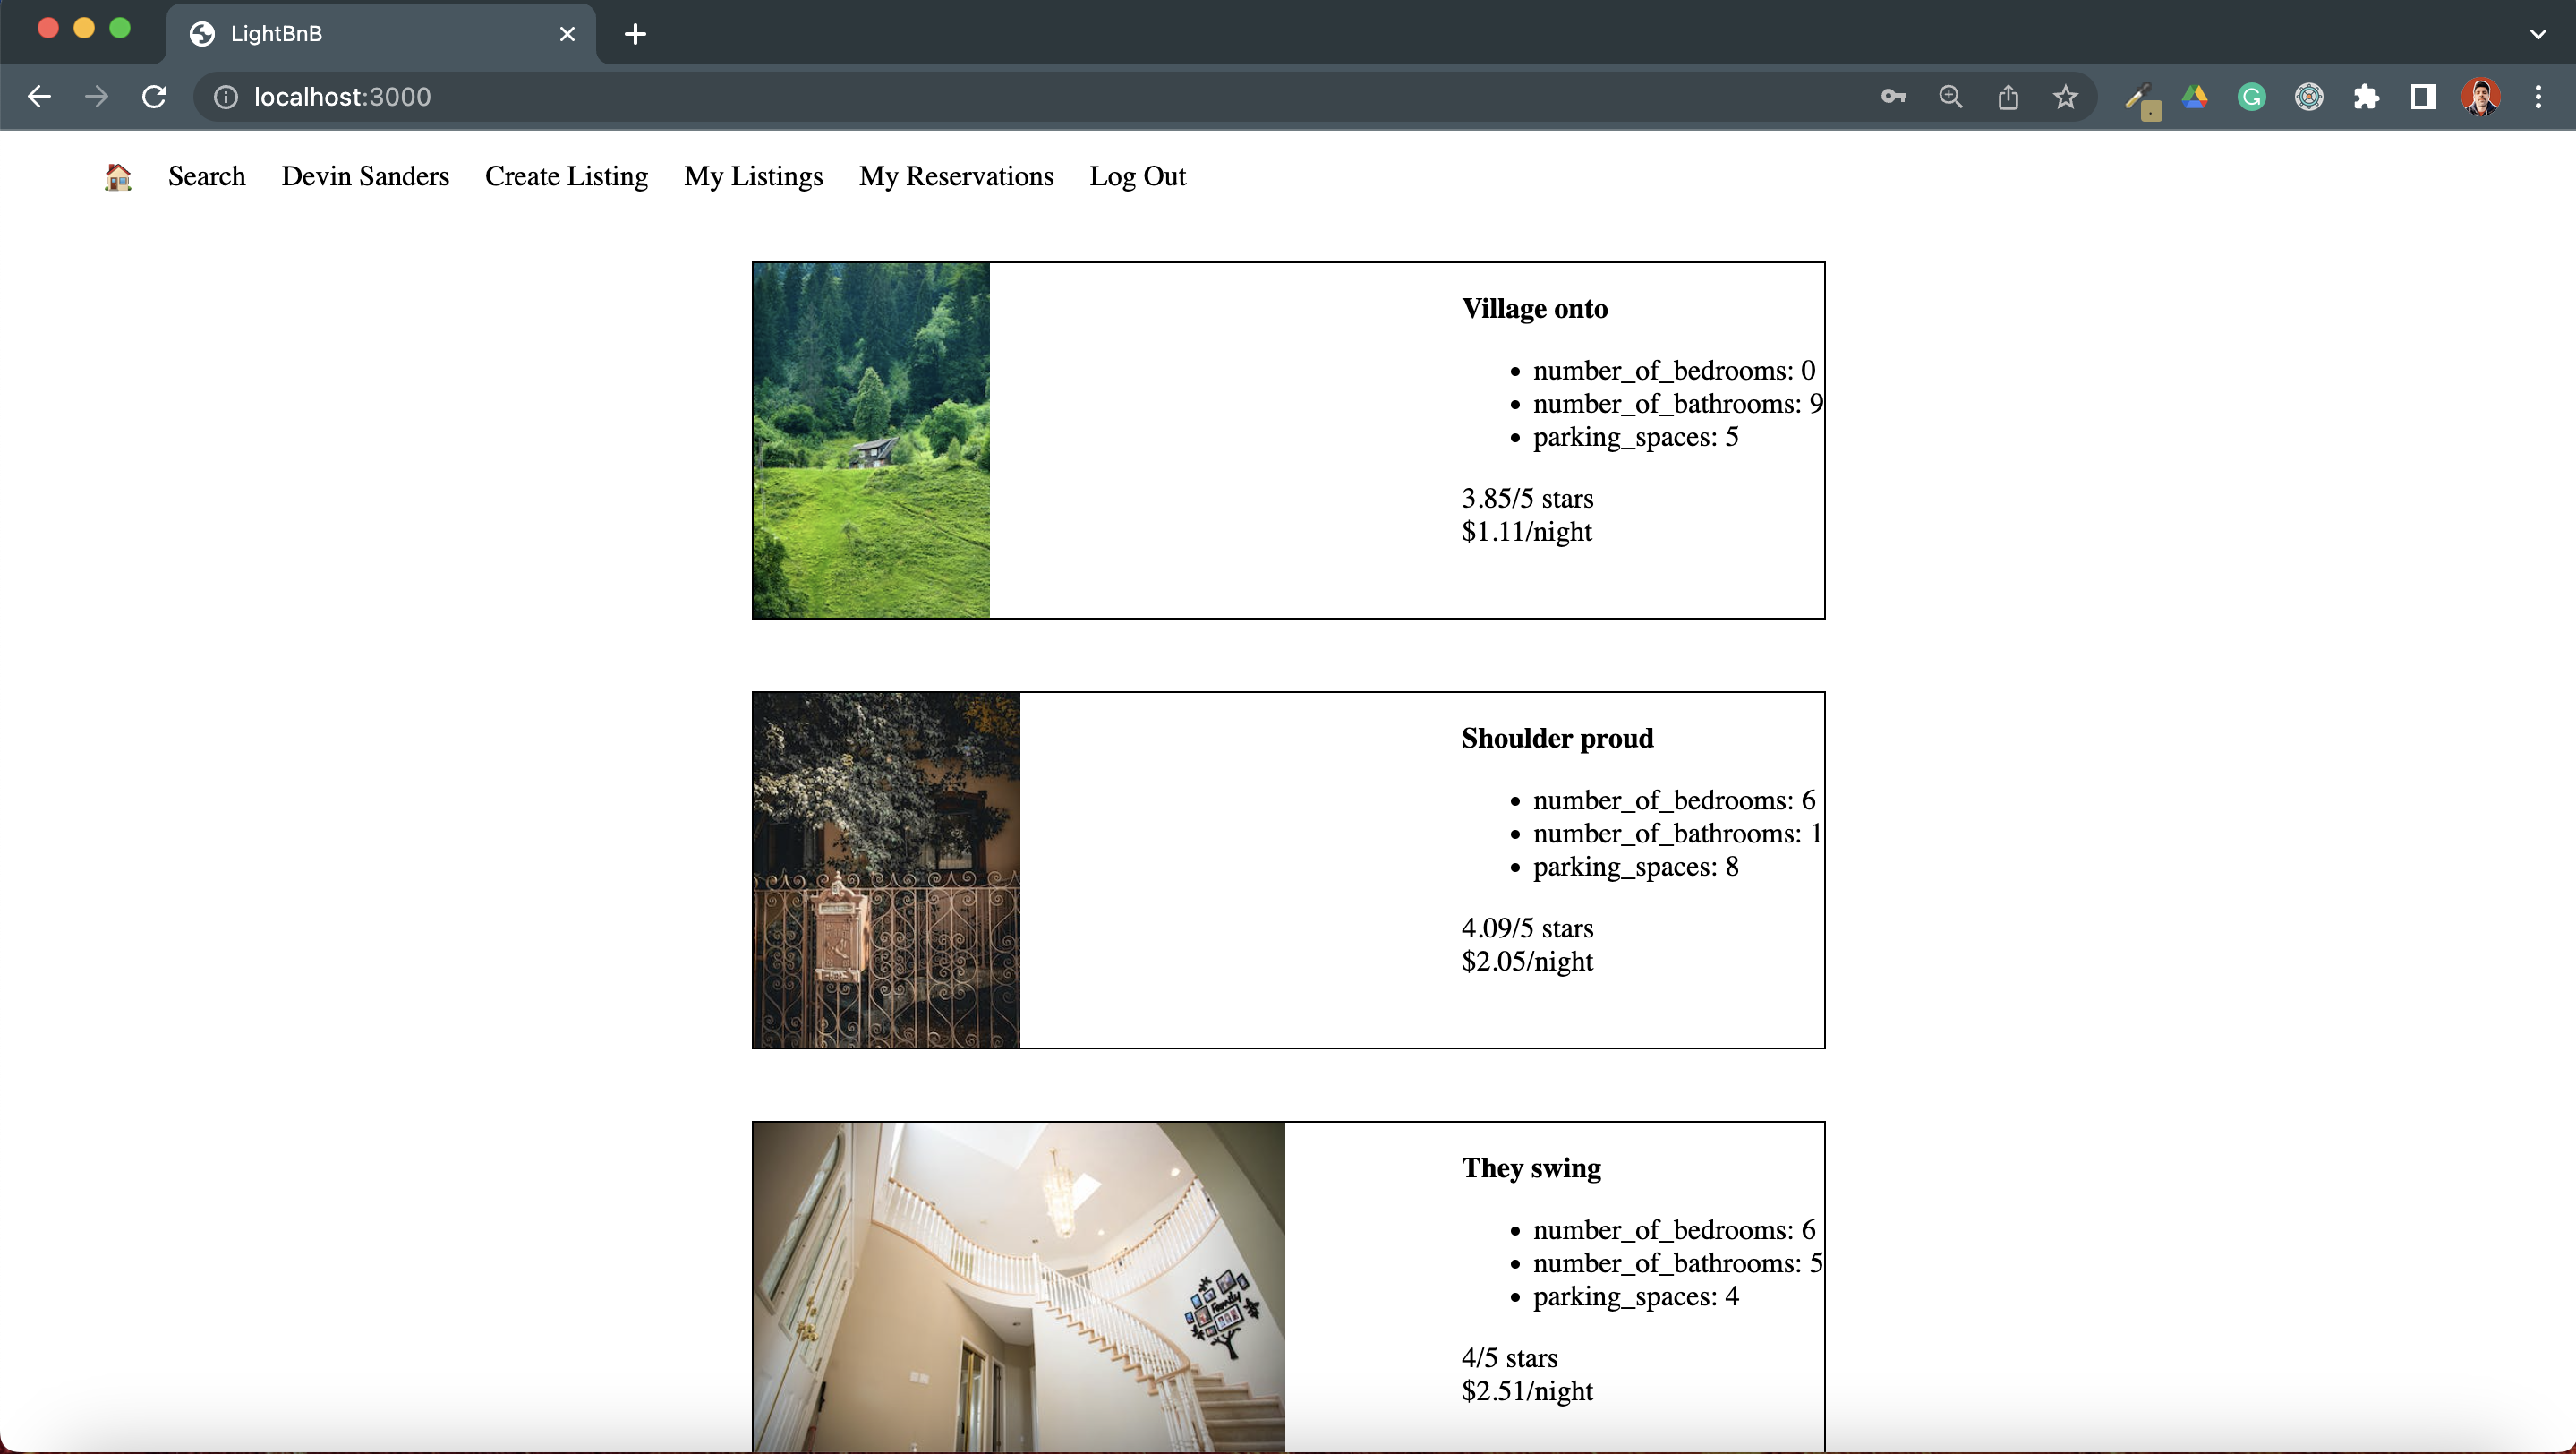 LightBnB
localhost:3000
Search Devin Sanders Create Listing My Listings My Reservations Log Out
Village onto
number_of_bedrooms: 0
number_of_bathrooms: 9
parking_spaces: 5
3.85/5 stars
$1.11/night
Shoulder proud
number_of_bedrooms: 6
number_of_bathrooms: 1
parking_spaces: 8
4.09/5 stars
$2.05/night
They swing
number_of_bedrooms: 6
number_of_bathrooms: 5
parking_spaces: 4
Family
4/5 stars
$2.51/night